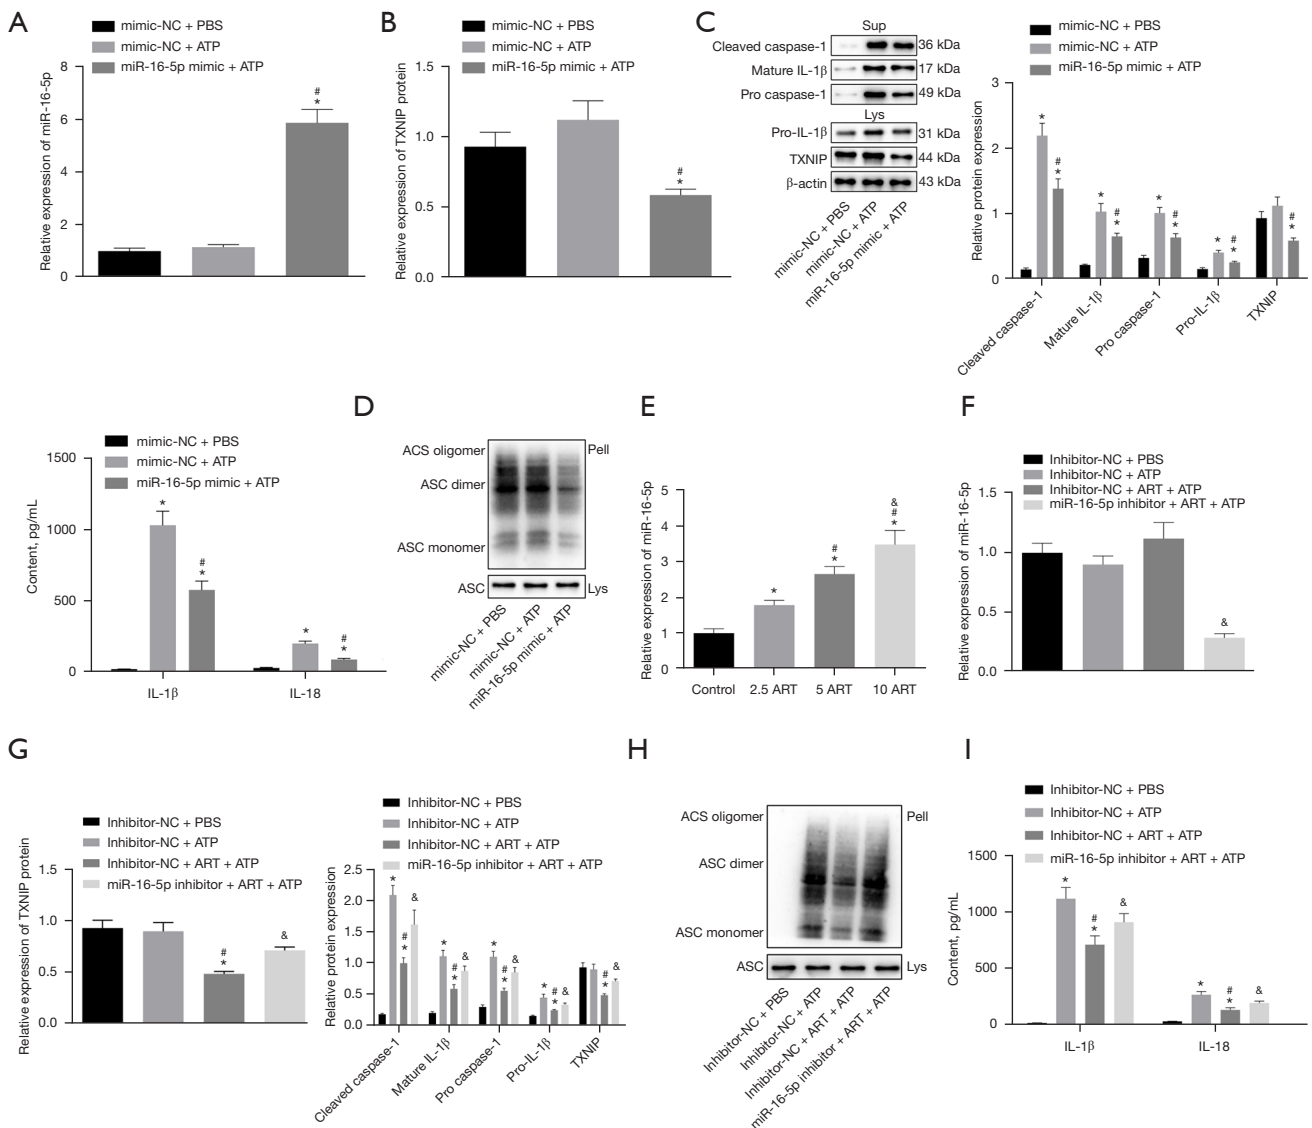 A
mimic-NC + PBS
mimic-NC + ATP
miR-16-5p mimic + ATP
Relative expression of miR-16-5p
8
6
4
2
0
#
*
B
mimic-NC + PBS
mimic-NC + ATP
miR-16-5p mimic + ATP
Relative expression of TXNIP protein
1.5
1.0
0.5
0.0
#
*
C
Sup
Cleaved caspase-1
36 kDa
Mature IL-1β
17 kDa
Pro caspase-1
49 kDa
Lys
Pro-IL-1β
31 kDa
TXNIP
44 kDa
β-actin
43 kDa
mimic-NC + PBS
mimic-NC + ATP
miR-16-5p mimic + ATP
mimic-NC + PBS
mimic-NC + ATP
miR-16-5p mimic + ATP
Relative protein expression
3
2
1
0
*
#
*
*
#
*
*
#
*
*
#
*
#
*
Cleaved caspase-1
Mature IL-1β
Pro caspase-1
Pro-IL-1β
TXNIP
mimic-NC + PBS
mimic-NC + ATP
miR-16-5p mimic + ATP
Content, pg/mL
1500
1000
500
0
*
#
*
*
#
*
IL-1β
IL-18
D
ACS oligomer
Pell
ASC dimer
ASC monomer
ASC
Lys
mimic-NC + PBS
mimic-NC + ATP
miR-16-5p mimic + ATP
E
Relative expression of miR-16-5p
5
4
3
2
1
0
*
#
*
&
#
*
Control
2.5 ART
5 ART
10 ART
F
Inhibitor-NC + PBS
Inhibitor-NC + ATP
Inhibitor-NC + ART + ATP
miR-16-5p inhibitor + ART + ATP
Relative expression of miR-16-5p
1.5
1.0
0.5
0.0
&
G
Inhibitor-NC + PBS
Inhibitor-NC + ATP
Inhibitor-NC + ART + ATP
miR-16-5p inhibitor + ART + ATP
Relative expression of TXNIP protein
1.5
1.0
0.5
0.0
#
*
&
Inhibitor-NC + PBS
Inhibitor-NC + ATP
Inhibitor-NC + ART + ATP
miR-16-5p inhibitor + ART + ATP
Relative protein expression
2.5
2.0
1.5
1.0
0.5
0.0
*
#
*
&
*
#
*
&
*
#
*
&
*
#
*
&
#
*
&
Cleaved caspase-1
Mature IL-1β
Pro caspase-1
Pro-IL-1β
TXNIP
H
ACS oligomer
Pell
ASC dimer
ASC monomer
ASC
Lys
Inhibitor-NC + PBS
Inhibitor-NC + ATP
Inhibitor-NC + ART + ATP
miR-16-5p inhibitor + ART + ATP
I
Inhibitor-NC + PBS
Inhibitor-NC + ATP
Inhibitor-NC + ART + ATP
miR-16-5p inhibitor + ART + ATP
Content, pg/mL
1500
1000
500
0
*
#
*
&
*
#
*
&
IL-1β
IL-18